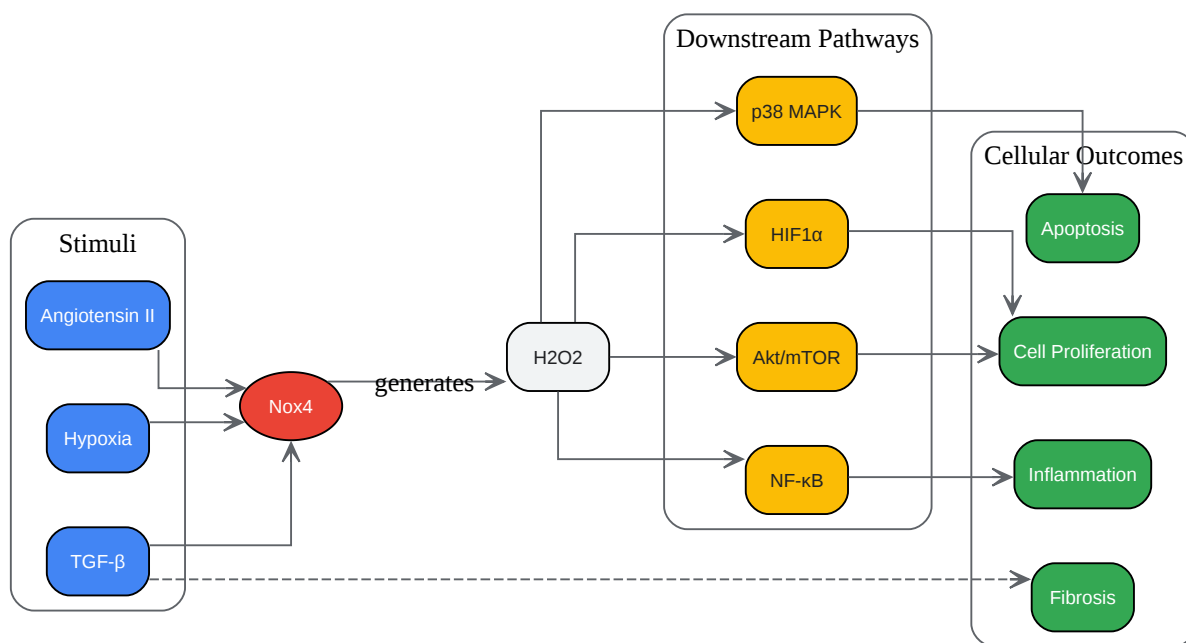 Stimuli
Angiotensin II
Hypoxia
TGF-β
Nox4
generates
H2O2
Downstream Pathways
p38 MAPK
HIF1α
Akt/mTOR
NF-κB
Cellular Outcomes
Apoptosis
Cell Proliferation
Inflammation
Fibrosis